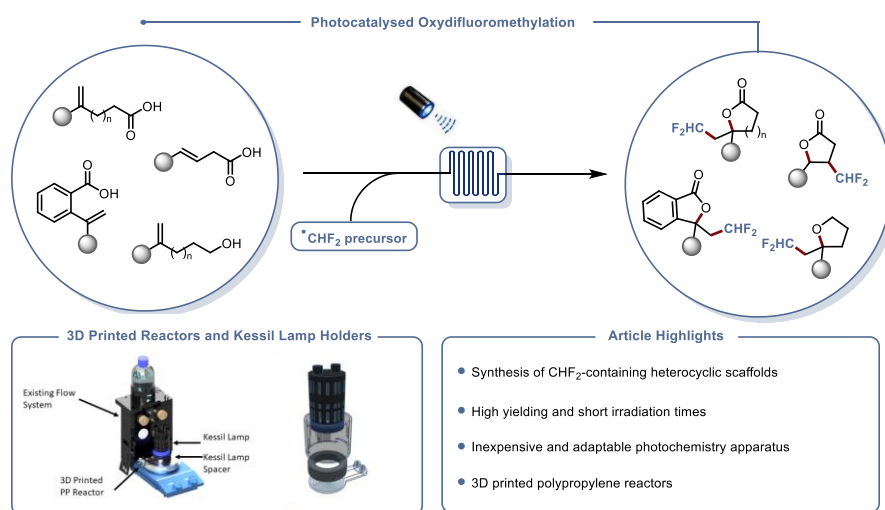 Photocatalysed Oxydifluoromethylation
n
OH
O
OH
O
O
OH
n
OH
•CHF2 precursor
O
O
F2HC
n
O
O
CHF2
O
O
CHF2
O
F2HC
3D Printed Reactors and Kessil Lamp Holders
Existing Flow
System
Kessil Lamp
Kessil Lamp
Spacer
3D Printed
PP Reactor
Article Highlights
• Synthesis of CHF2-containing heterocyclic scaffolds
• High yielding and short irradiation times
• Inexpensive and adaptable photochemistry apparatus
• 3D printed polypropylene reactors